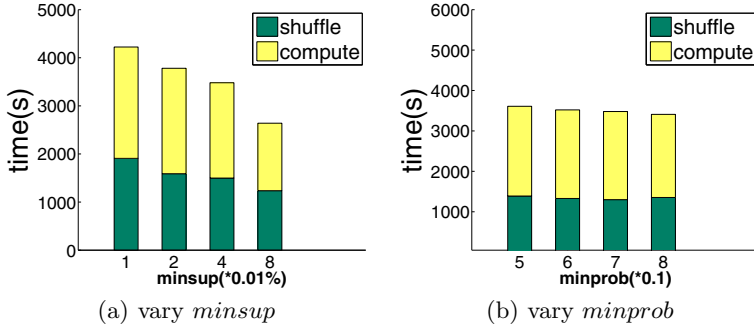 5000
4000
3000
2000
1000
0
time(s)
shuffle
compute
1 2 4 8
minsup(*0.01%)
(a) vary minsup
6000
5000
4000
3000
2000
1000
time(s)
shuffle
compute
5 6 7 8
minprob(*0.1)
(b) vary minprob